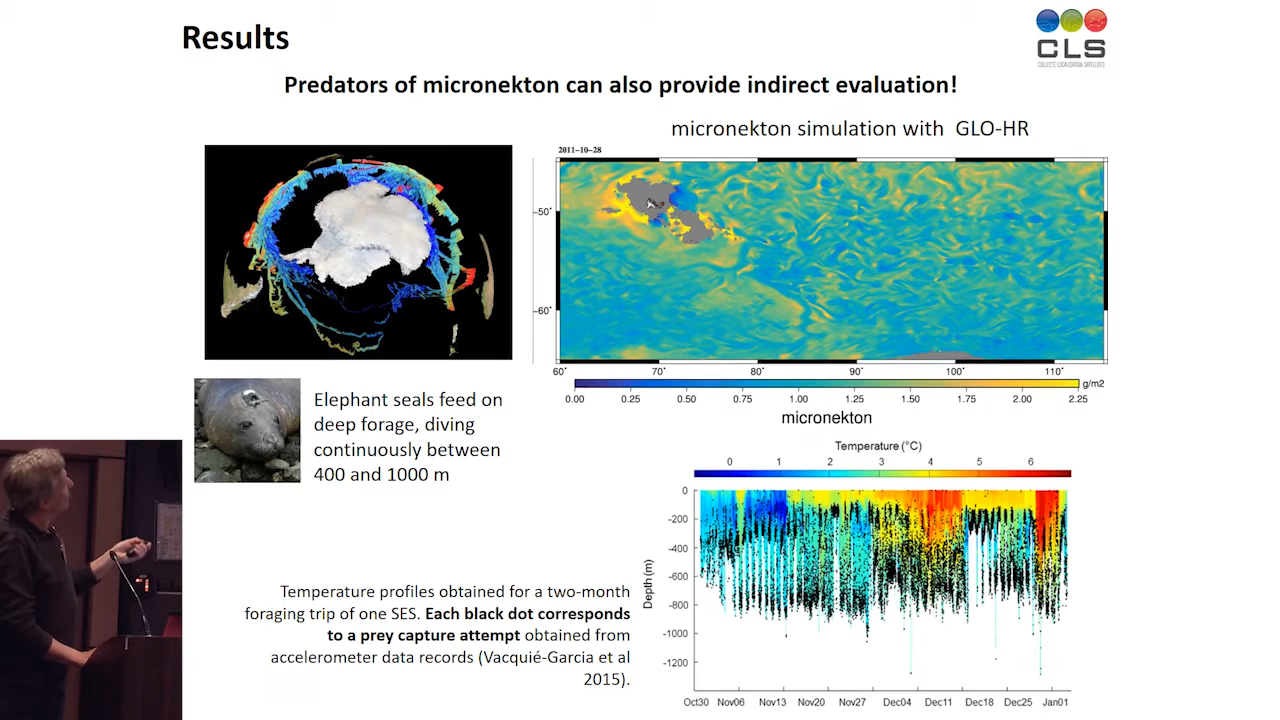 Results
CLS
COLLECTE LOCALISATION SATELLITES
Predators of micronekton can also provide indirect evaluation!
micronekton simulation with GLO-HR
2011-10-28
-50°
-60°
60° 70° 80° 90° 100° 110°
g/m2
0.00 0.25 0.50 0.75 1.00 1.25 1.50 1.75 2.00 2.25
micronekton
Elephant seals feed on
deep forage, diving
continuously between
400 and 1000 m
Temperature (°C)
0 1 2 3 4 5 6
0
-200
-400
-600
-800
-1000
-1200
Depth (m)
Oct30 Nov06 Nov13 Nov20 Nov27 Dec04 Dec11 Dec18 Dec25 Jan01
Temperature profiles obtained for a two-month
foraging trip of one SES. Each black dot corresponds
to a prey capture attempt obtained from
accelerometer data records (Vacquié-Garcia et al
2015).